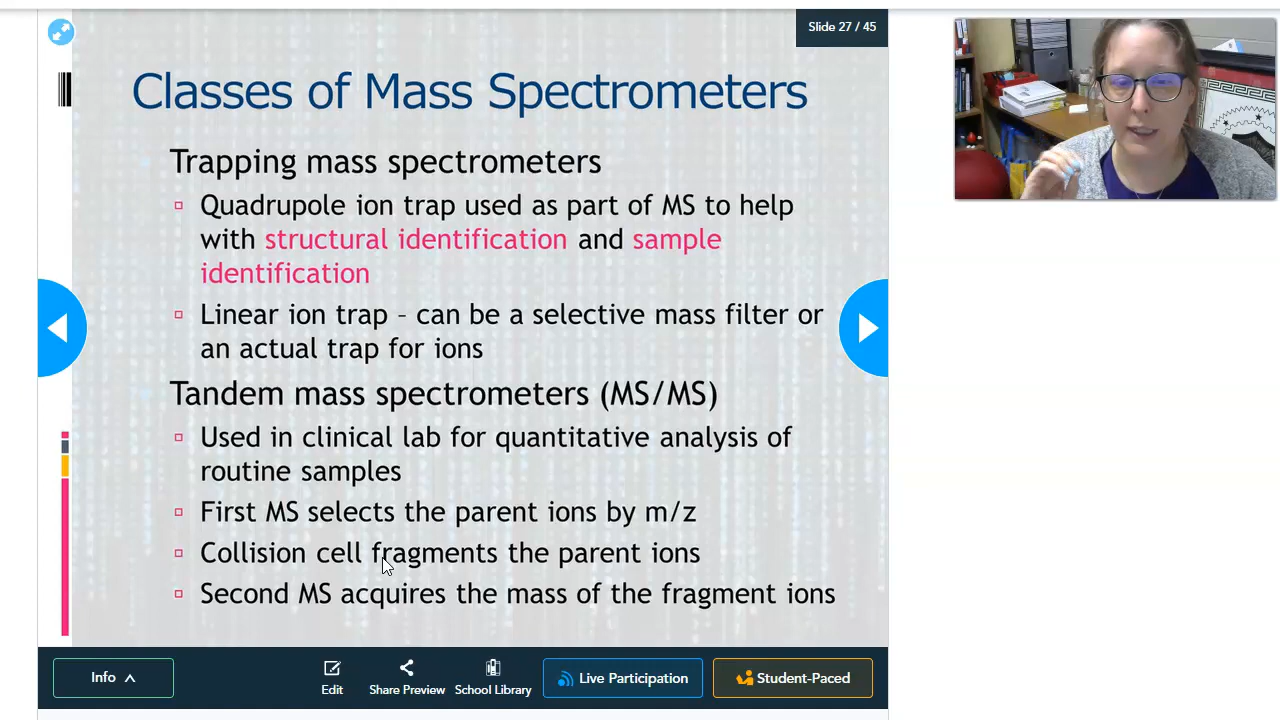 Slide 27 / 45
Classes of Mass Spectrometers
Trapping mass spectrometers
Quadrupole ion trap used as part of MS to help
with structural identification and sample
identification
Linear ion trap – can be a selective mass filter or
an actual trap for ions
Tandem mass spectrometers (MS/MS)
Used in clinical lab for quantitative analysis of
routine samples
First MS selects the parent ions by m/z
Collision cell fragments the parent ions
Second MS acquires the mass of the fragment ions
Info
Edit
Share Preview
School Library
Live Participation
Student-Paced